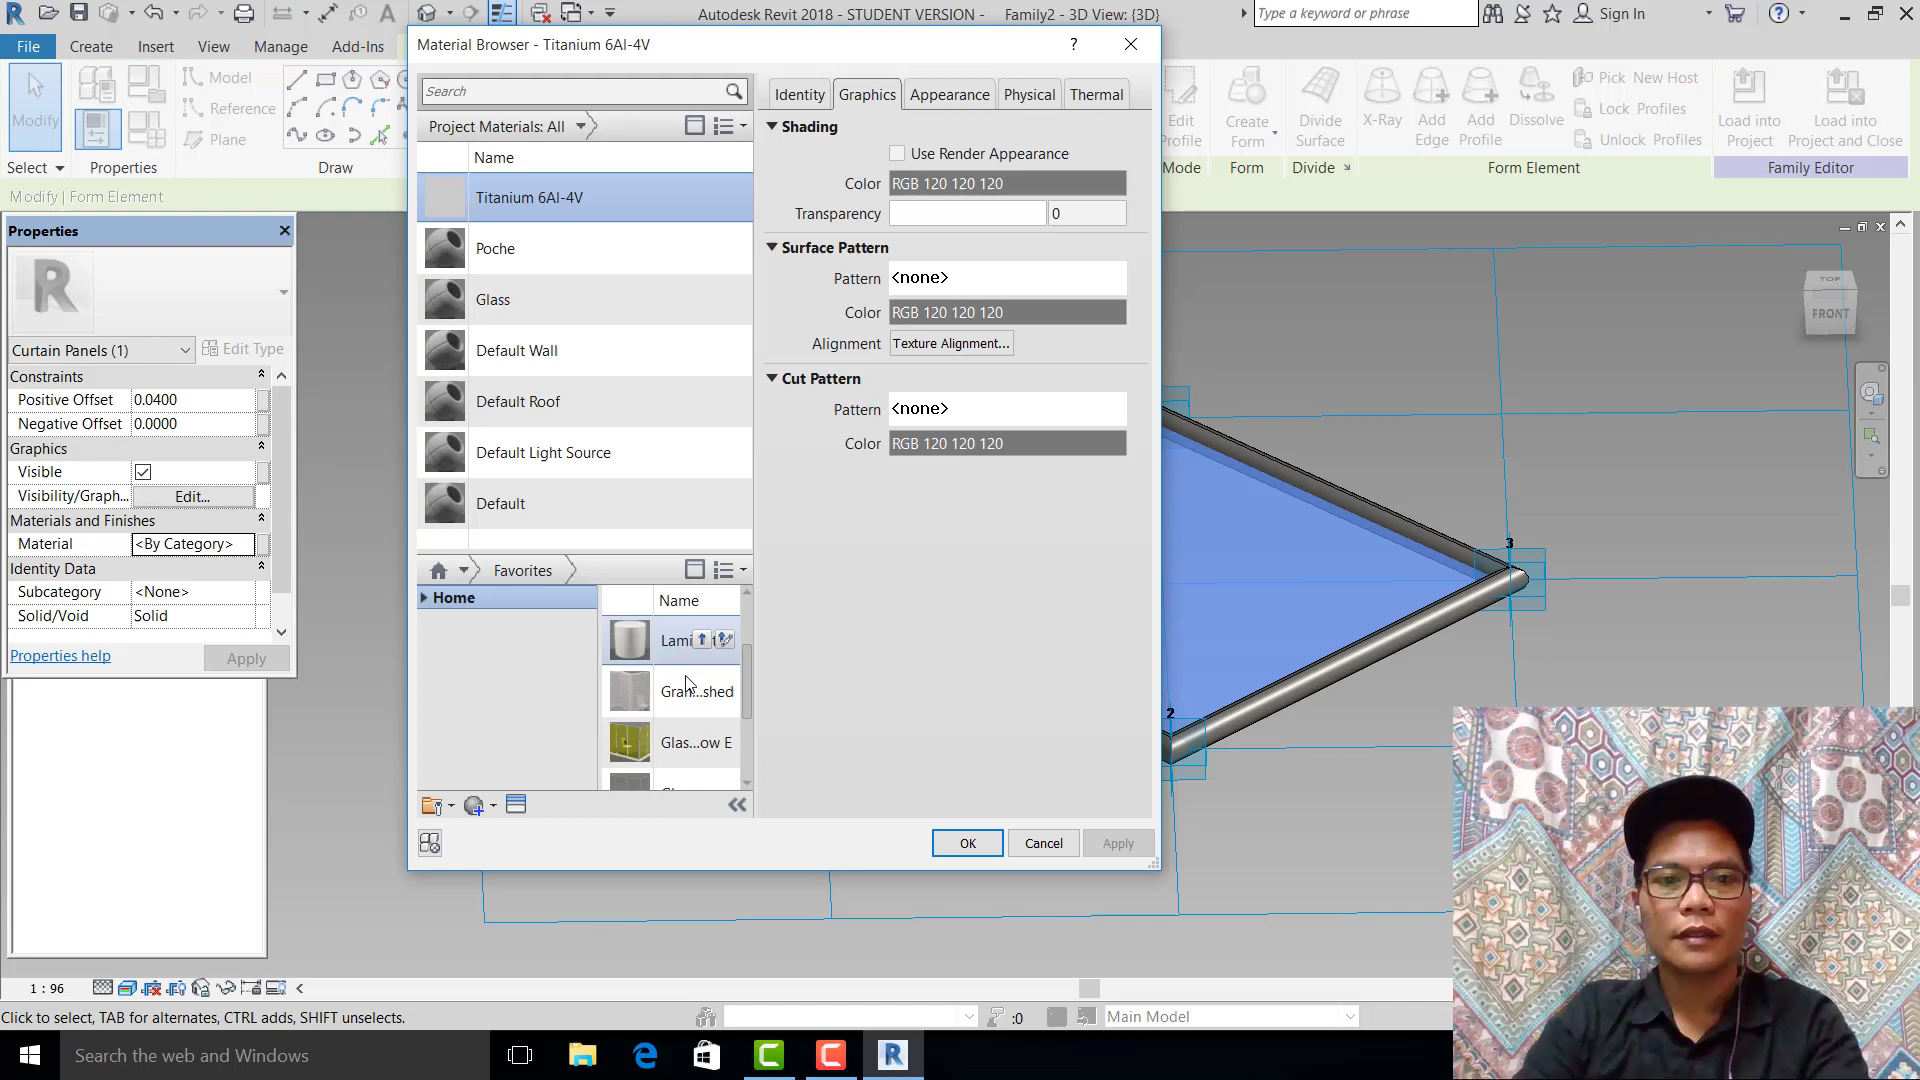 Autodesk Revit 2018 - STUDENT VERSION - Family2 - 3D View: {3D}
Type a keyword or phrase
Sign In
File
Create
Insert
View
Manage
Add-Ins
Modify
Model
Reference
Plane
Select
Properties
Draw
Edit Profile
Mode
Create Form
Form
Divide Surface
Divide
X-Ray
Add Edge
Add Profile
Dissolve
Pick New Host
Lock Profiles
Unlock Profiles
Form Element
Load into Project
Load into Project and Close
Family Editor
Modify | Form Element
Properties
R
Curtain Panels (1)
Edit Type
Constraints
Positive Offset 0.0400
Negative Offset 0.0000
Graphics
Visible
Visibility/Graph... Edit...
Materials and Finishes
Material <By Category>
Identity Data
Subcategory <None>
Solid/Void Solid
Properties help
Apply
Material Browser - Titanium 6Al-4V
?
Search
Project Materials: All
Name
Titanium 6Al-4V
Poche
Glass
Default Wall
Default Roof
Default Light Source
Default
Favorites
Home
Name
Lami
Gran...shed
Glas...ow E
Identity
Graphics
Appearance
Physical
Thermal
Shading
Use Render Appearance
Color RGB 120 120 120
Transparency 0
Surface Pattern
Pattern <none>
Color RGB 120 120 120
Alignment Texture Alignment...
Cut Pattern
Pattern <none>
Color RGB 120 120 120
OK
Cancel
Apply
TOP
FRONT
3
2
1 : 96
Click to select, TAB for alternates, CTRL adds, SHIFT unselects.
:0
Main Model
Search the web and Windows